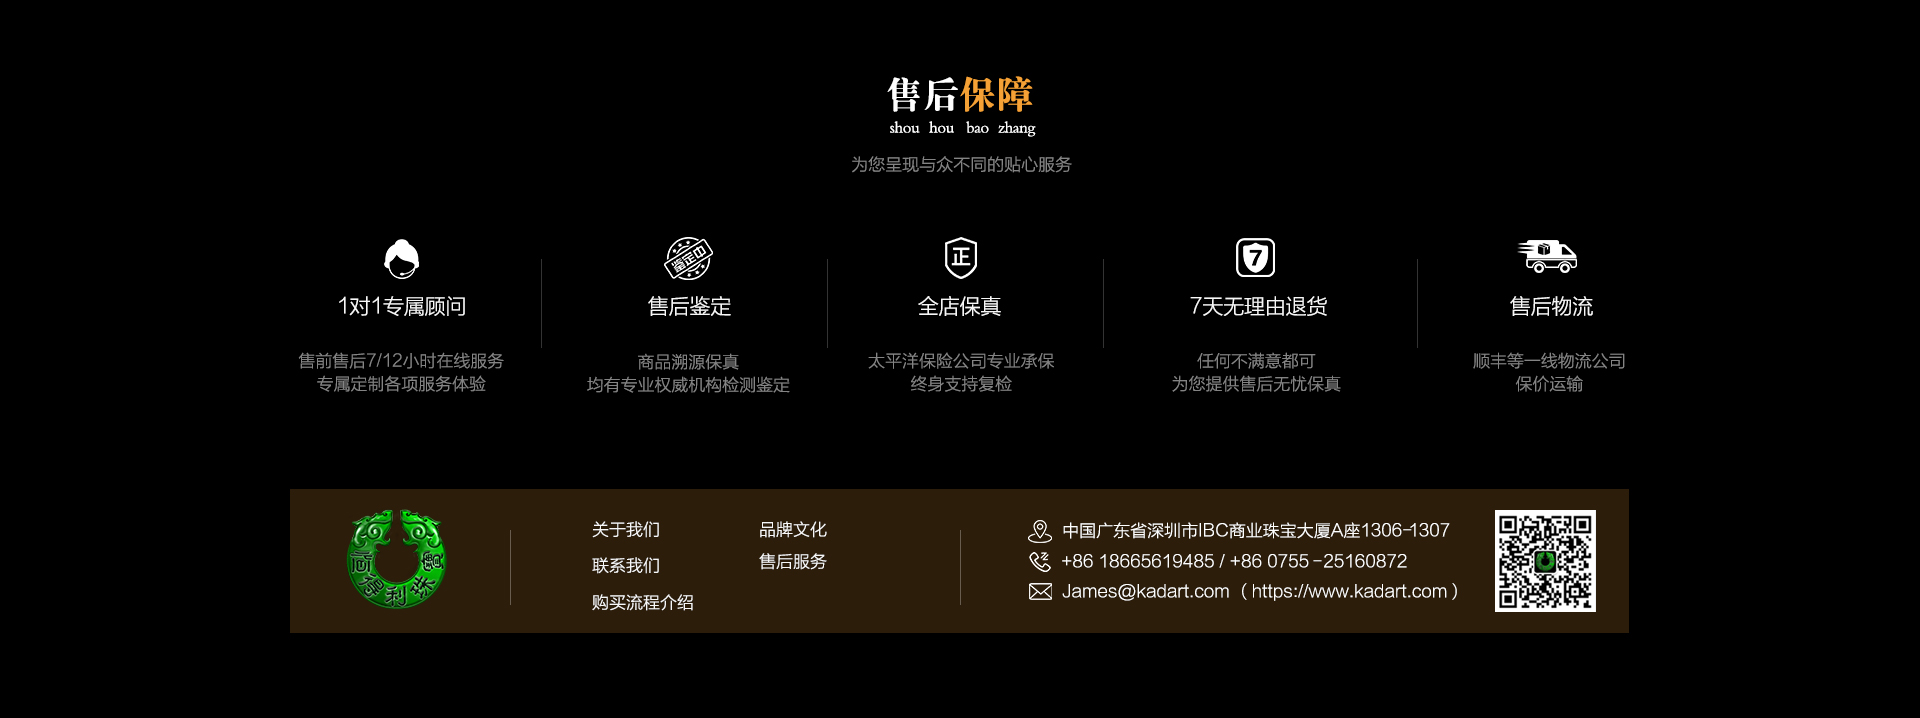 售后保障
shou hou bao zhang
为您呈现与众不同的贴心服务
鉴定中
正
7
1对1专属顾问
售后鉴定
全店保真
7天无理由退货
售后物流
售前售后7/12小时在线服务
专属定制各项服务体验
商品溯源保真
均有专业权威机构检测鉴定
太平洋保险公司专业承保
终身支持复检
任何不满意都可
为您提供售后无忧保真
顺丰等一线物流公司
保价运输
得利珠寶
关于我们
联系我们
购买流程介绍
品牌文化
售后服务
中国广东省深圳市IBC商业珠宝大厦A座1306-1307
+86 18665619485 / +86 0755-25160872
James@kadart.com（https://www.kadart.com）